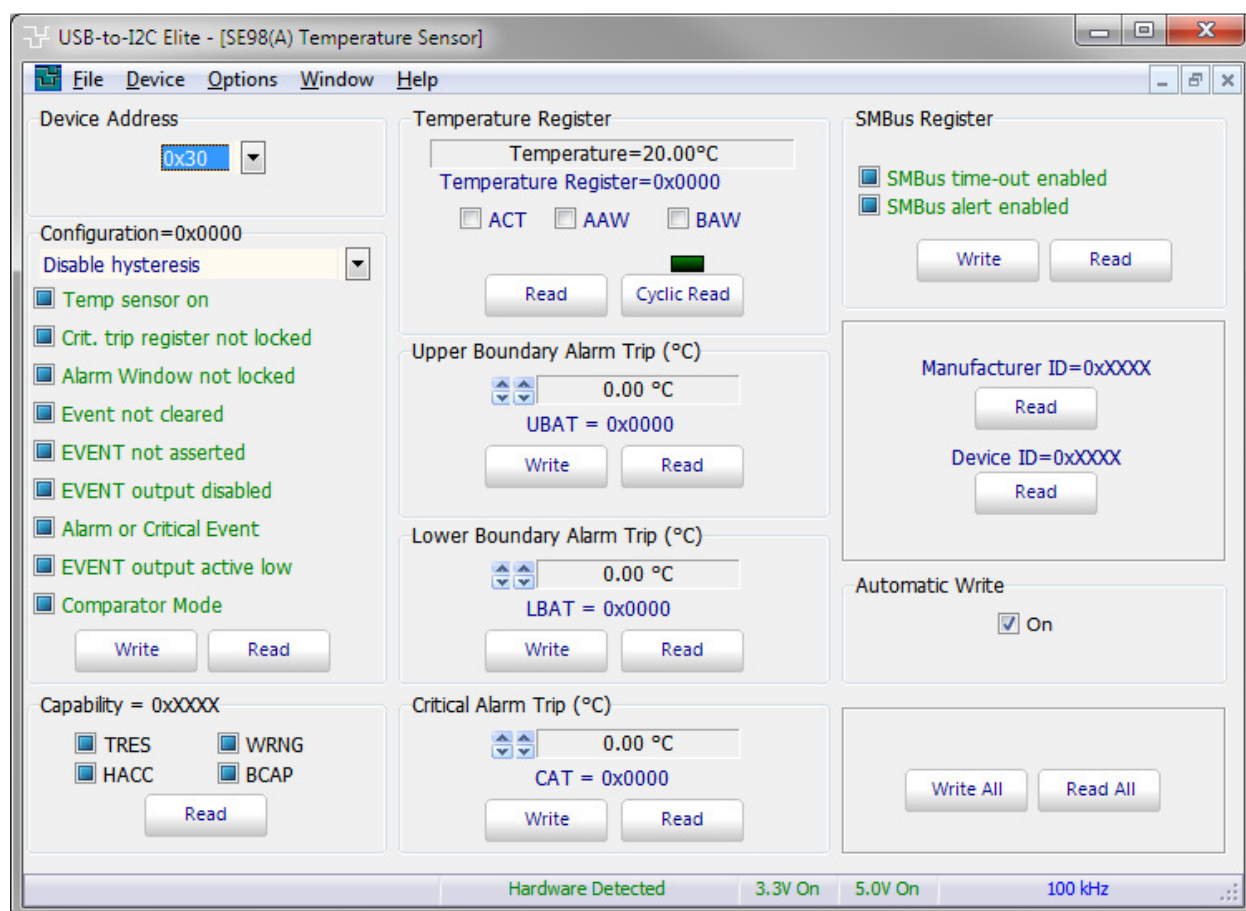 USB-to-I2C Elite - [SE98(A) Temperature Sensor]
File Device Options Window Help
Device Address
0x30
Configuration=0x0000
Disable hysteresis
Temp sensor on
Crit. trip register not locked
Alarm Window not locked
Event not cleared
EVENT not asserted
EVENT output disabled
Alarm or Critical Event
EVENT output active low
Comparator Mode
Write Read
Capability = 0xXXXX
TRES WRNG
HACC BCAP
Read
Temperature Register
Temperature=20.00°C
Temperature Register=0x0000
ACT AAW BAW
Read Cyclic Read
Upper Boundary Alarm Trip (°C)
0.00 °C
UBAT = 0x0000
Write Read
Lower Boundary Alarm Trip (°C)
0.00 °C
LBAT = 0x0000
Write Read
Critical Alarm Trip (°C)
0.00 °C
CAT = 0x0000
Write Read
SMBus Register
SMBus time-out enabled
SMBus alert enabled
Write Read
Manufacturer ID=0xXXXX
Read
Device ID=0xXXXX
Read
Automatic Write
On
Write All Read All
Hardware Detected 3.3V On 5.0V On 100 kHz